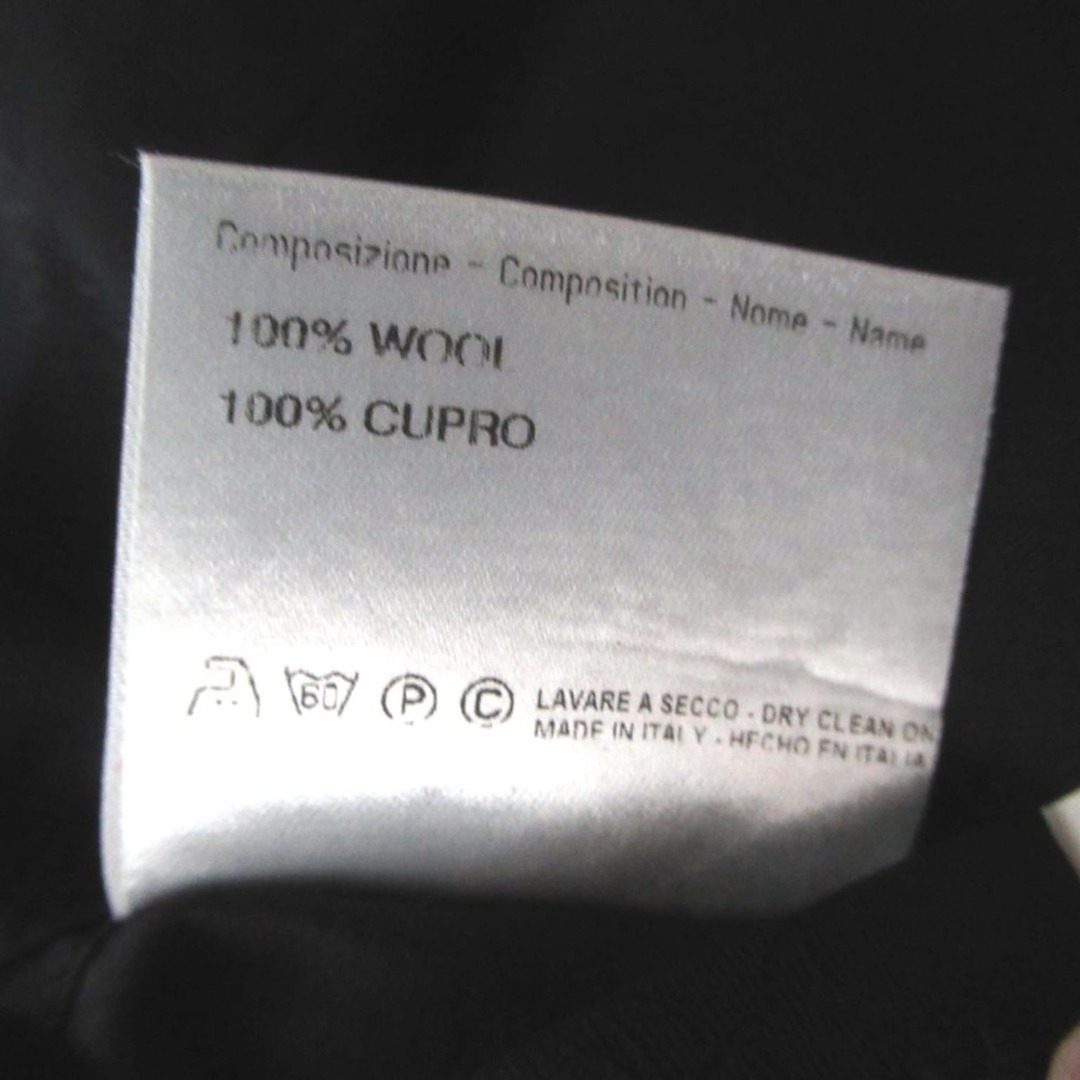 Composizione - Composition - Nome - Name
100% WOOL
100% CUPRO
60 P C LAVARE A SECCO - DRY CLEAN ON
MADE IN ITALY - HECHO EN ITALIA